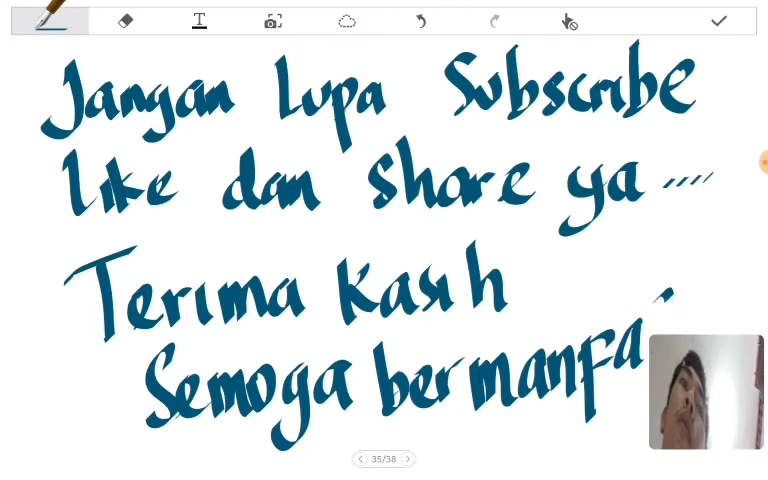 T
Jangan Lupa Subscribe
like dan share ya ....
Terima Kasih
Semoga bermanfa
35/38